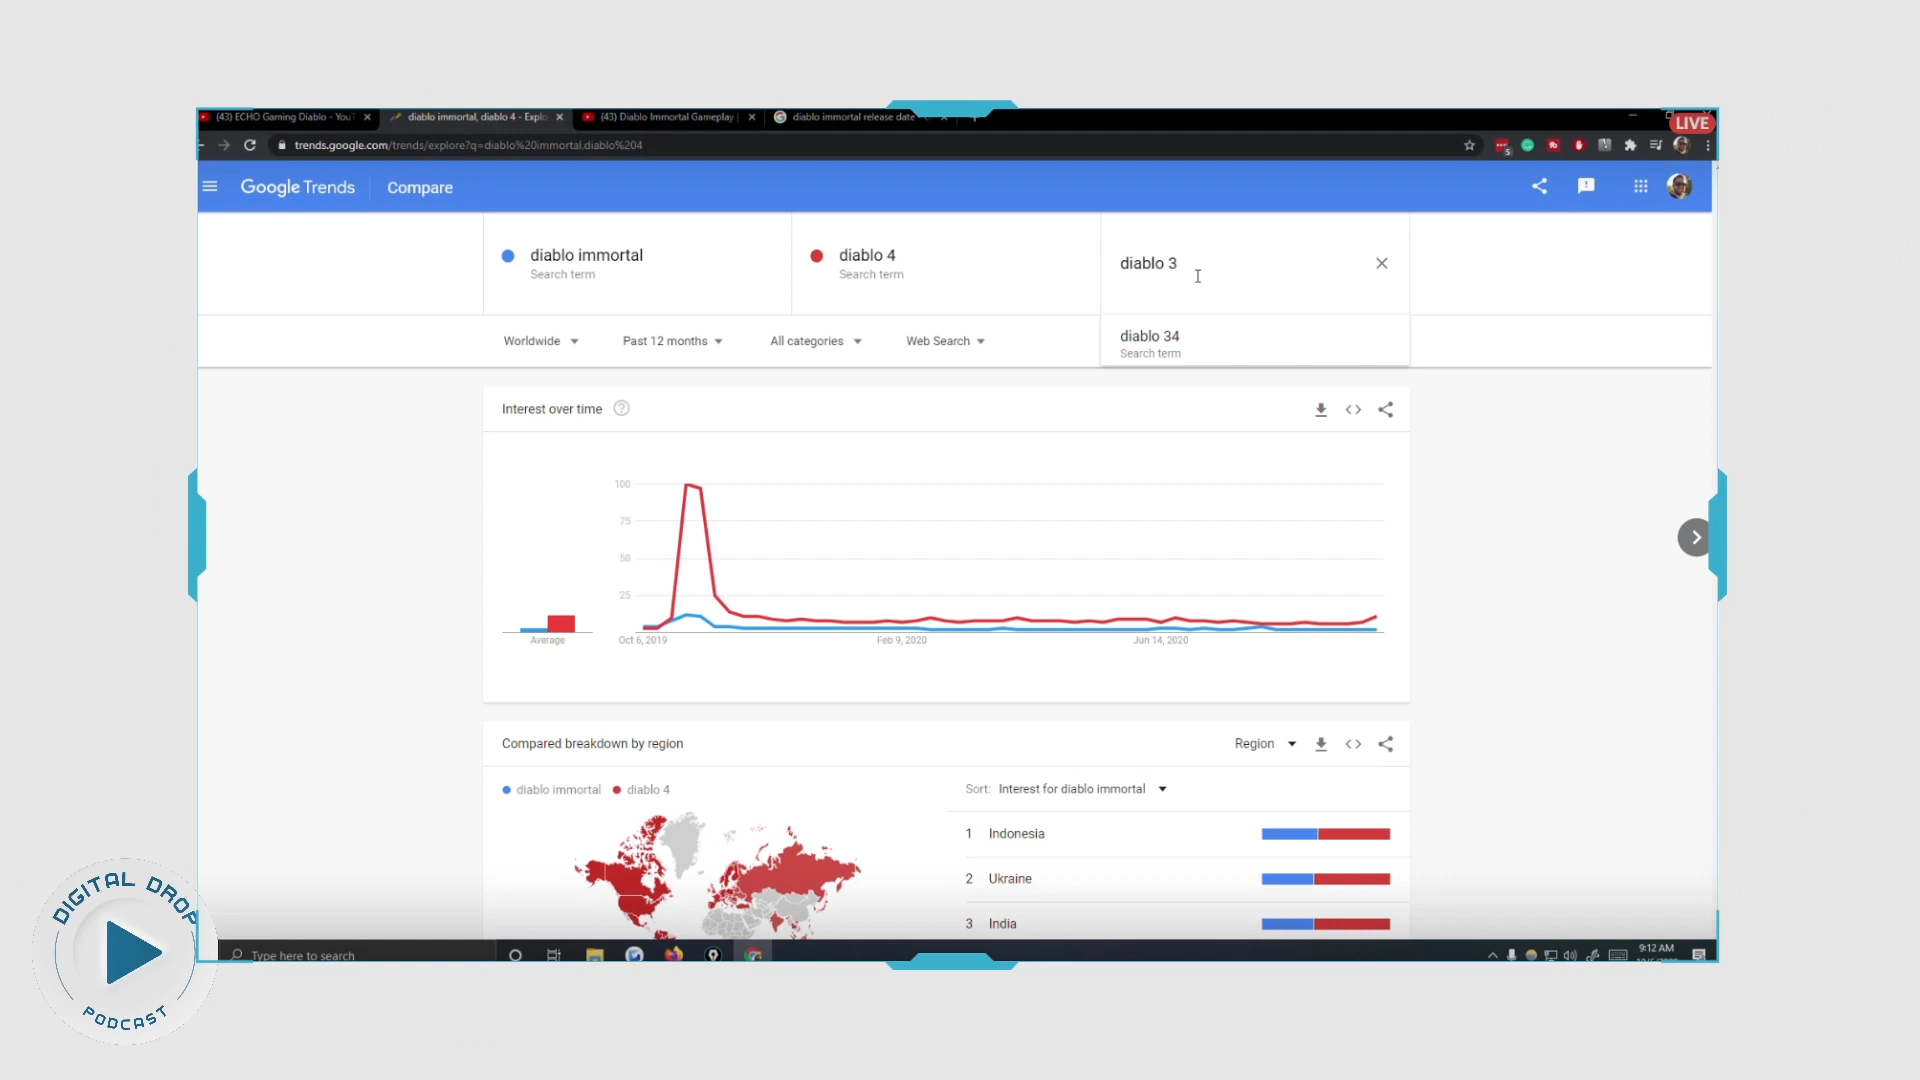 (43) ECHO Gaming Diablo - YouT
diablo immortal, diablo 4 - Explo
(43) Diablo Immortal Gameplay
diablo immortal release date
LIVE
trends.google.com/trends/explore?q=diablo%20immortal,diablo%204
Google Trends
Compare
diablo immortal
Search term
diablo 4
Search term
diablo 3
diablo 34
Search term
Worldwide
Past 12 months
All categories
Web Search
Interest over time
100
75
50
25
Average
Oct 6, 2019
Feb 9, 2020
Jun 14, 2020
Compared breakdown by region
Region
diablo immortal
diablo 4
Sort: Interest for diablo immortal
1 Indonesia
2 Ukraine
3 India
Type here to search
9:12 AM
DIGITAL DROP
PODCAST